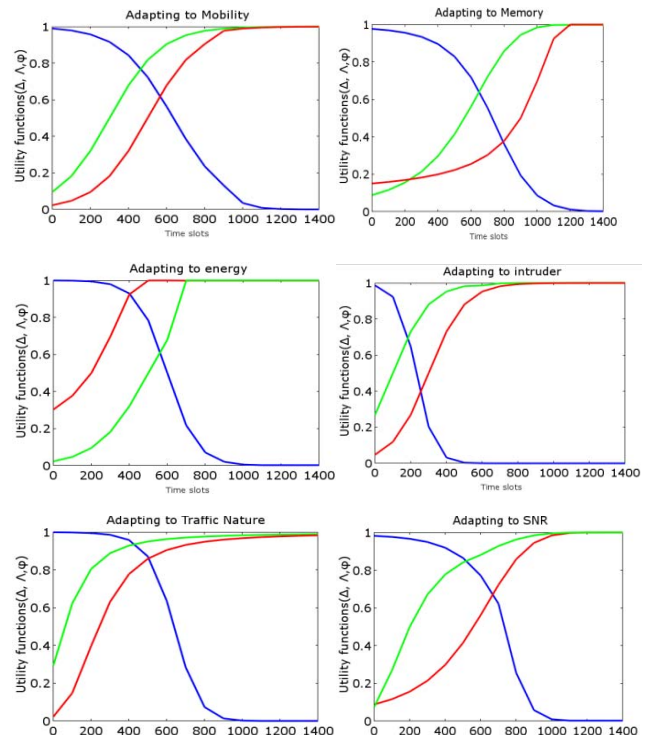 Adapting to Mobility
Utility functions(Δ, Λ,φ)
1
0.8
0.6
0.4
0.2
0
0 200 400 600 800 1000 1200 1400
Time slots
Adapting to Memory
Utility functions(Δ, Λ,φ)
1
0.8
0.6
0.4
0.2
0
0 200 400 600 800 1000 1200 1400
Time slots
Adapting to energy
Utility functions(Δ, Λ,φ)
1
0.8
0.6
0.4
0.2
0
0 200 400 600 800 1000 1200 1400
Time slots
Adapting to intruder
Utility functions(Δ, Λ,φ)
1
0.8
0.6
0.4
0.2
0
0 200 400 600 800 1000 1200 1400
Time slots
Adapting to Traffic Nature
Utility functions(Δ, Λ,φ)
1
0.8
0.6
0.4
0.2
0
0 200 400 600 800 1000 1200 1400
Adapting to SNR
Utility functions(Δ, Λ,φ)
1
0.8
0.6
0.4
0.2
0
0 200 400 600 800 1000 1200 1400